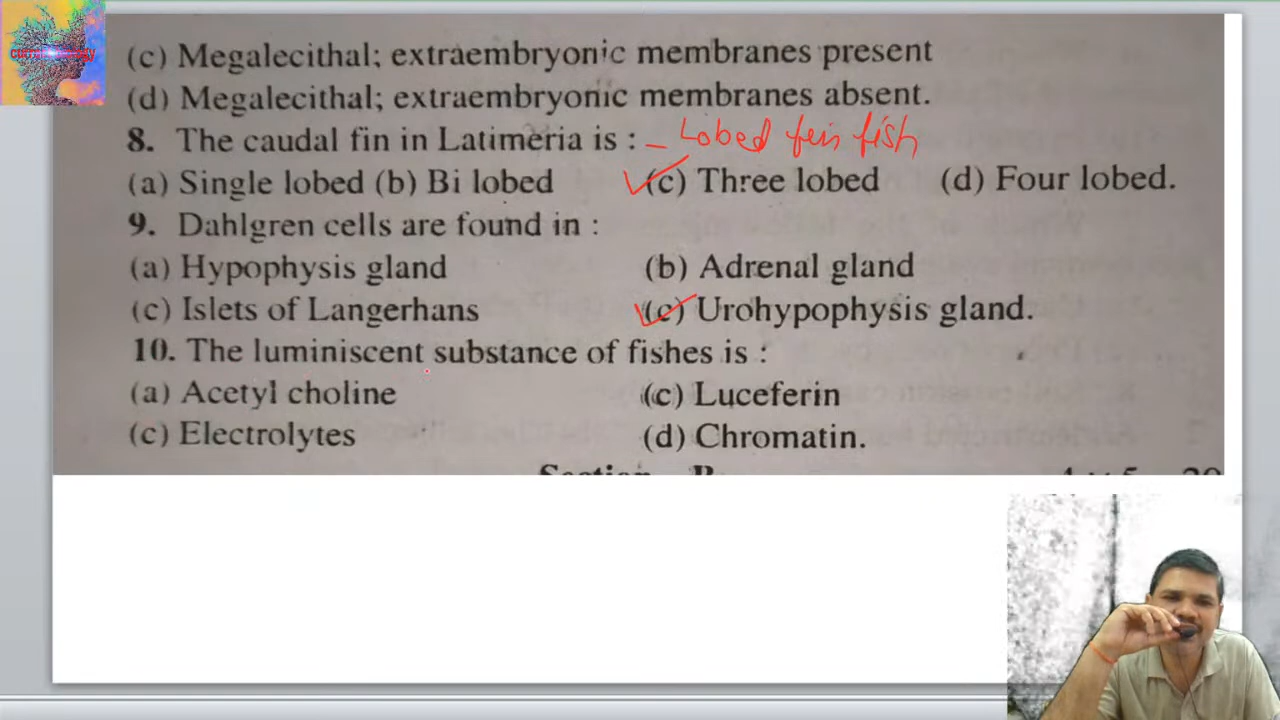 (c) Megalecithal; extraembryonic membranes present
(d) Megalecithal; extraembryonic membranes absent.
8. The caudal fin in Latimeria is : – Lobed fin fish
(a) Single lobed (b) Bi lobed (c) Three lobed (d) Four lobed.
9. Dahlgren cells are found in :
(a) Hypophysis gland (b) Adrenal gland
(c) Islets of Langerhans (c) Urohypophysis gland.
10. The luminiscent substance of fishes is :
(a) Acetyl choline (c) Luceferin
(c) Electrolytes (d) Chromatin.